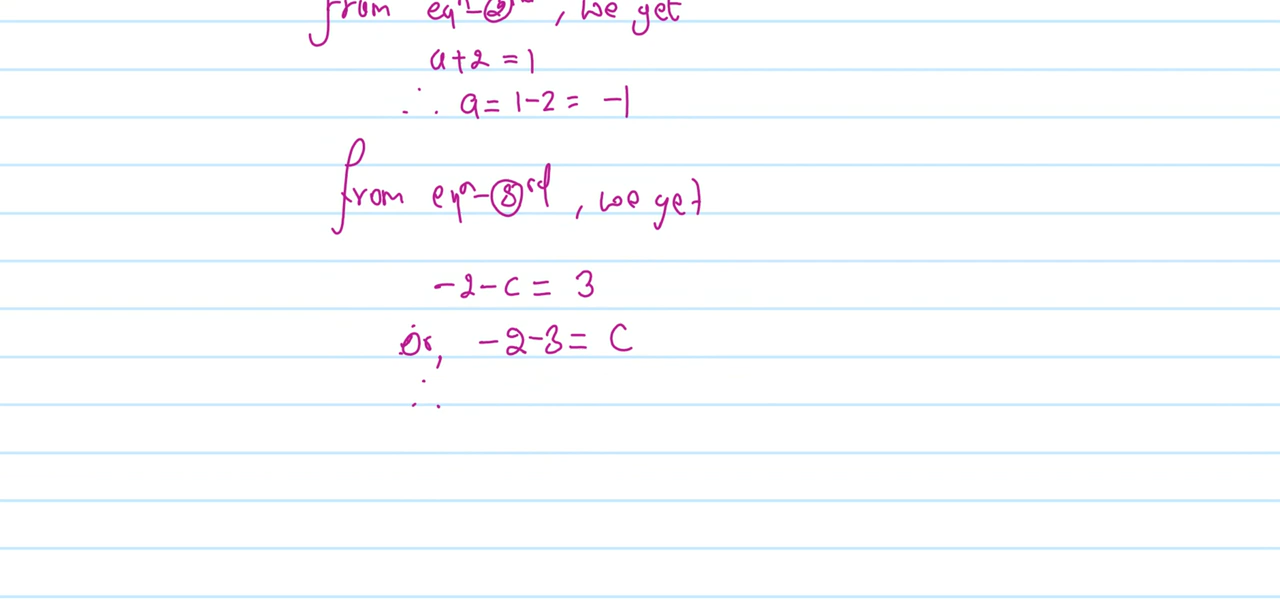 from eqⁿ-②ⁿᵈ, we get
a+2 = 1
∴ a = 1-2 = -1
from eqⁿ-③ʳᵈ, we get
-2-c = 3
or, -2-3 = C
∴